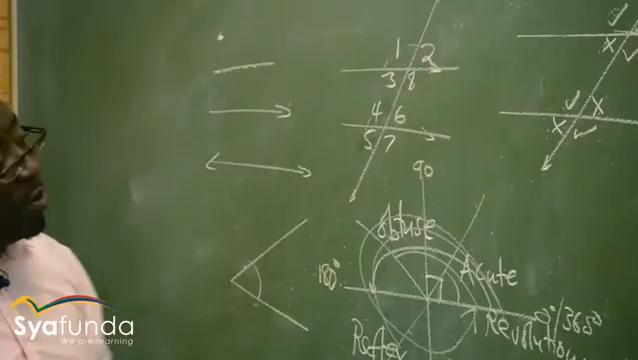 1 2
3 8
4 6
5 7
90
Obtuse
180°
Acute
0°/360°
Revolution
Reflex
Syafunda
We are learning